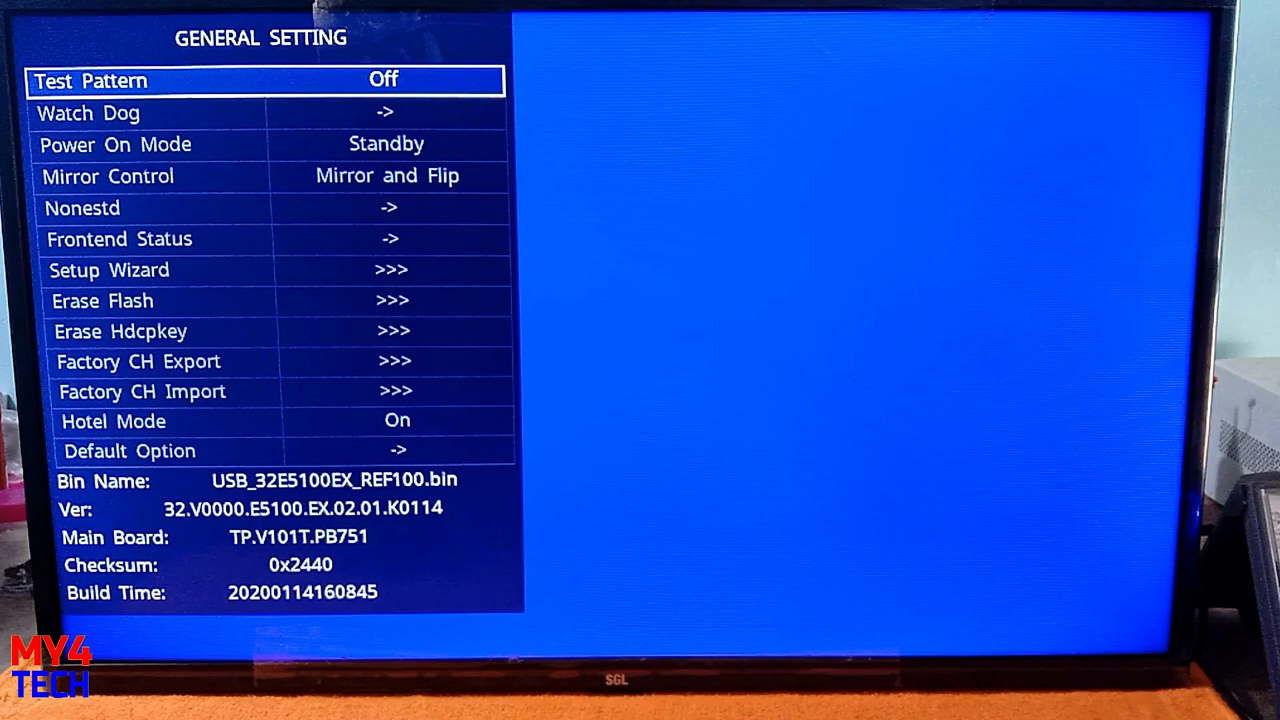 GENERAL SETTING
Test Pattern Off
Watch Dog ->
Power On Mode Standby
Mirror Control Mirror and Flip
Nonestd ->
Frontend Status ->
Setup Wizard >>>
Erase Flash >>>
Erase Hdcpkey >>>
Factory CH Export >>>
Factory CH Import >>>
Hotel Mode On
Default Option ->
Bin Name: USB_32E5100EX_REF100.bin
Ver: 32.V0000.E5100.EX.02.01.K0114
Main Board: TP.V101T.PB751
Checksum: 0x2440
Build Time: 20200114160845
MY4
TECH
SGL